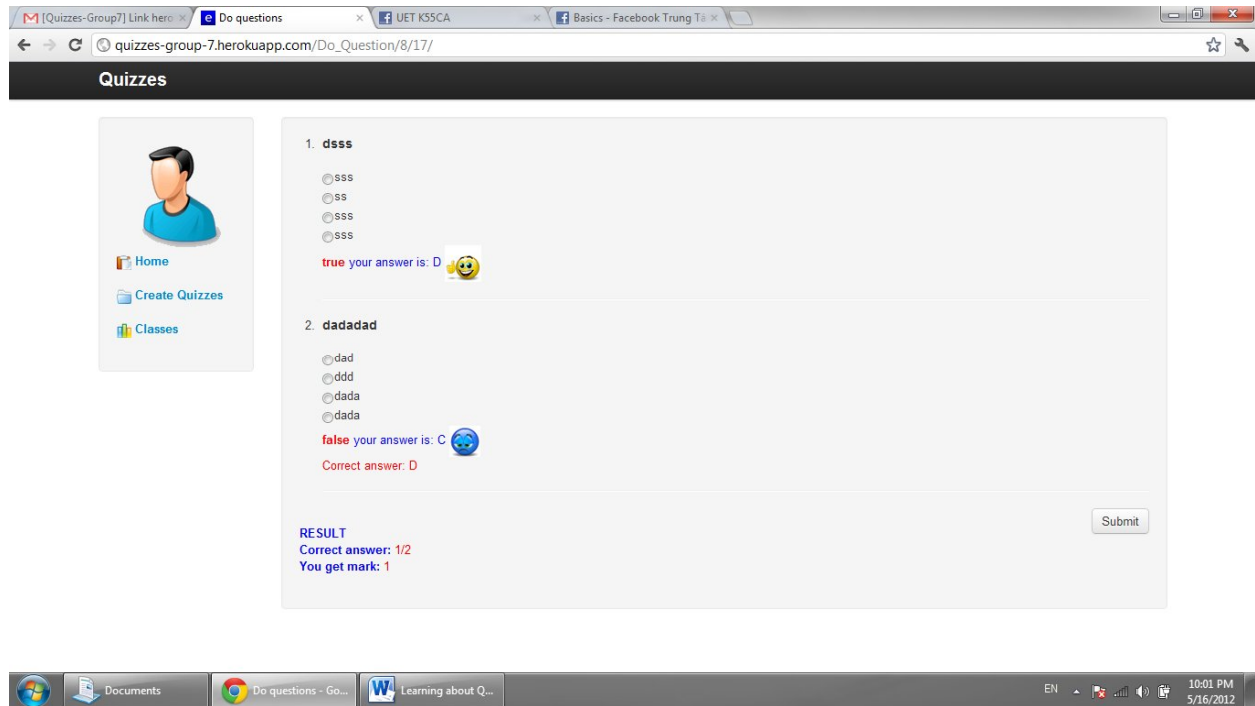 [Quizzes-Group7] Link hero
Do questions
UET K55CA
Basics - Facebook Trung Tâ
quizzes-group-7.herokuapp.com/Do_Question/8/17/
Quizzes
Home
Create Quizzes
Classes
1. dsss
sss
ss
sss
sss
true your answer is: D
2. dadadad
dad
ddd
dada
dada
false your answer is: C
Correct answer: D
Submit
RESULT
Correct answer: 1/2
You get mark: 1
Documents
Do questions - Go...
Learning about Q...
EN
10:01 PM
5/16/2012